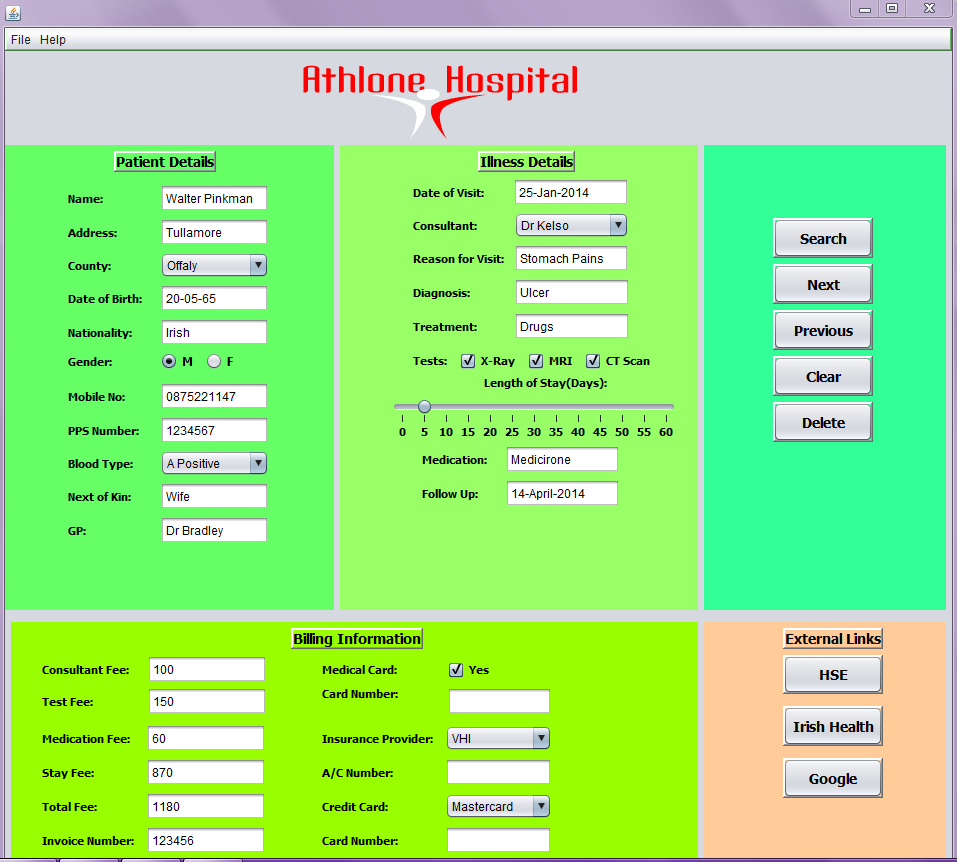 File Help
Athlone Hospital
Patient Details
Name: Walter Pinkman
Address: Tullamore
County: Offaly
Date of Birth: 20-05-65
Nationality: Irish
Gender: M F
Mobile No: 0875221147
PPS Number: 1234567
Blood Type: A Positive
Next of Kin: Wife
GP: Dr Bradley
Illness Details
Date of Visit: 25-Jan-2014
Consultant: Dr Kelso
Reason for Visit: Stomach Pains
Diagnosis: Ulcer
Treatment: Drugs
Tests: X-Ray MRI CT Scan
Length of Stay(Days):
0 5 10 15 20 25 30 35 40 45 50 55 60
Medication: Medicirone
Follow Up: 14-April-2014
Search
Next
Previous
Clear
Delete
Billing Information
Consultant Fee: 100
Test Fee: 150
Medication Fee: 60
Stay Fee: 870
Total Fee: 1180
Invoice Number: 123456
Medical Card: Yes
Card Number:
Insurance Provider: VHI
A/C Number:
Credit Card: Mastercard
Card Number:
External Links
HSE
Irish Health
Google